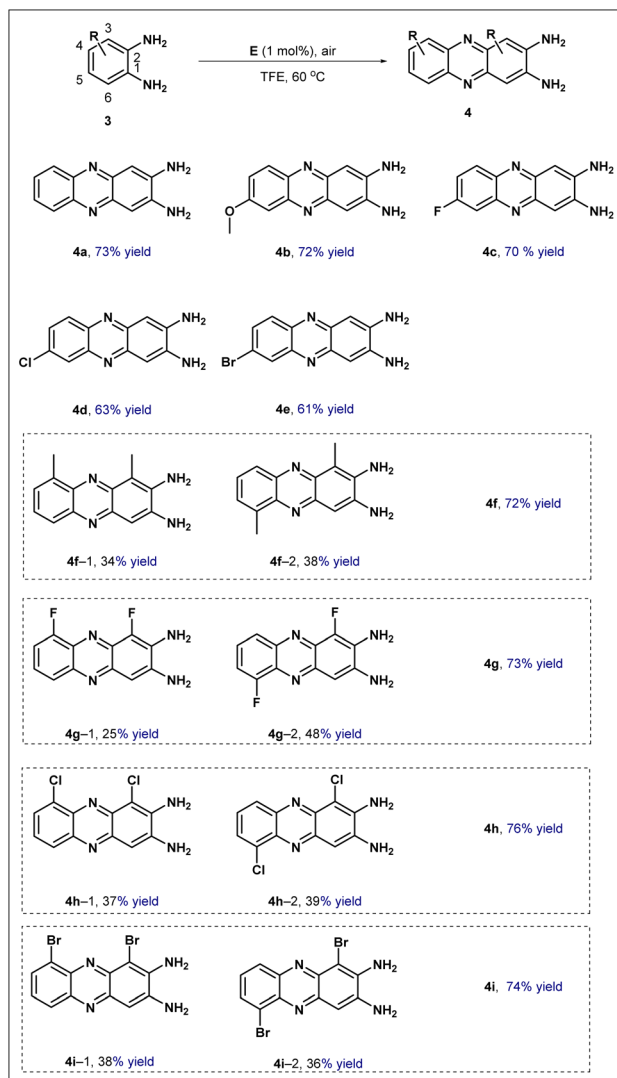 R
3
4
5
6
2
1
NH2
NH2
3
E (1 mol%), air
TFE, 60 °C
R
R
N
N
NH2
NH2
4
N
N
NH2
NH2
4a, 73% yield
O
N
N
NH2
NH2
4b, 72% yield
F
N
N
NH2
NH2
4c, 70 % yield
Cl
N
N
NH2
NH2
4d, 63% yield
Br
N
N
NH2
NH2
4e, 61% yield
N
N
NH2
NH2
4f–1, 34% yield
N
N
NH2
NH2
4f–2, 38% yield
4f, 72% yield
F
F
N
N
NH2
NH2
4g–1, 25% yield
F
N
N
NH2
NH2
F
4g–2, 48% yield
4g, 73% yield
Cl
Cl
N
N
NH2
NH2
4h–1, 37% yield
Cl
N
N
NH2
NH2
Cl
4h–2, 39% yield
4h, 76% yield
Br
Br
N
N
NH2
NH2
4i–1, 38% yield
Br
N
N
NH2
NH2
Br
4i–2, 36% yield
4i, 74% yield